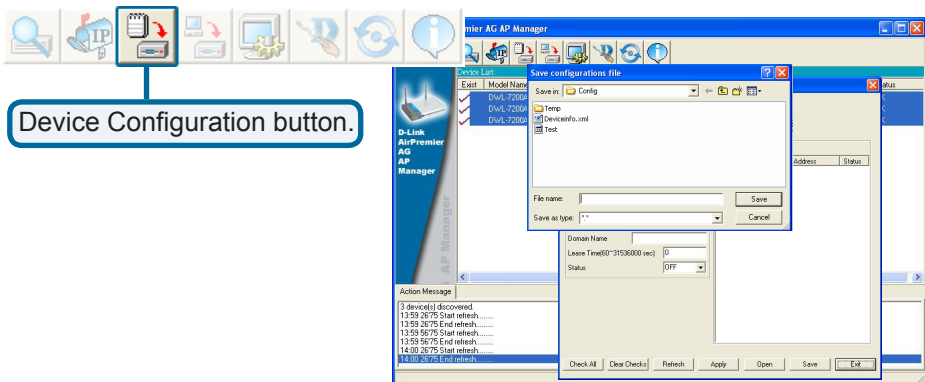 IP
Device Configuration button.
mier AG AP Manager
IP
Device List:
Exist Model Name
atus
DWL-7200A
DWL-7200A
DWL-7200A
D-Link
AirPremier
AG
AP
Manager
AP Manager
Save configurations file
Save in: Config
Temp
Deviceinfo.xml
Test
File name:
Save
Save as type: *.*
Cancel
Address Status
Domain Name
Lease Time(60~31536000 sec) 0
Status OFF
Action Message
3 device(s) discovered.
13:59 26'75 Start refresh........
13:59 26'75 End refresh........
13:59 56'75 Start refresh........
13:59 56'75 End refresh........
14:00 26'75 Start refresh........
14:00 26'75 End refresh........
Check All Clear Checks Refresh Apply Open Save Exit